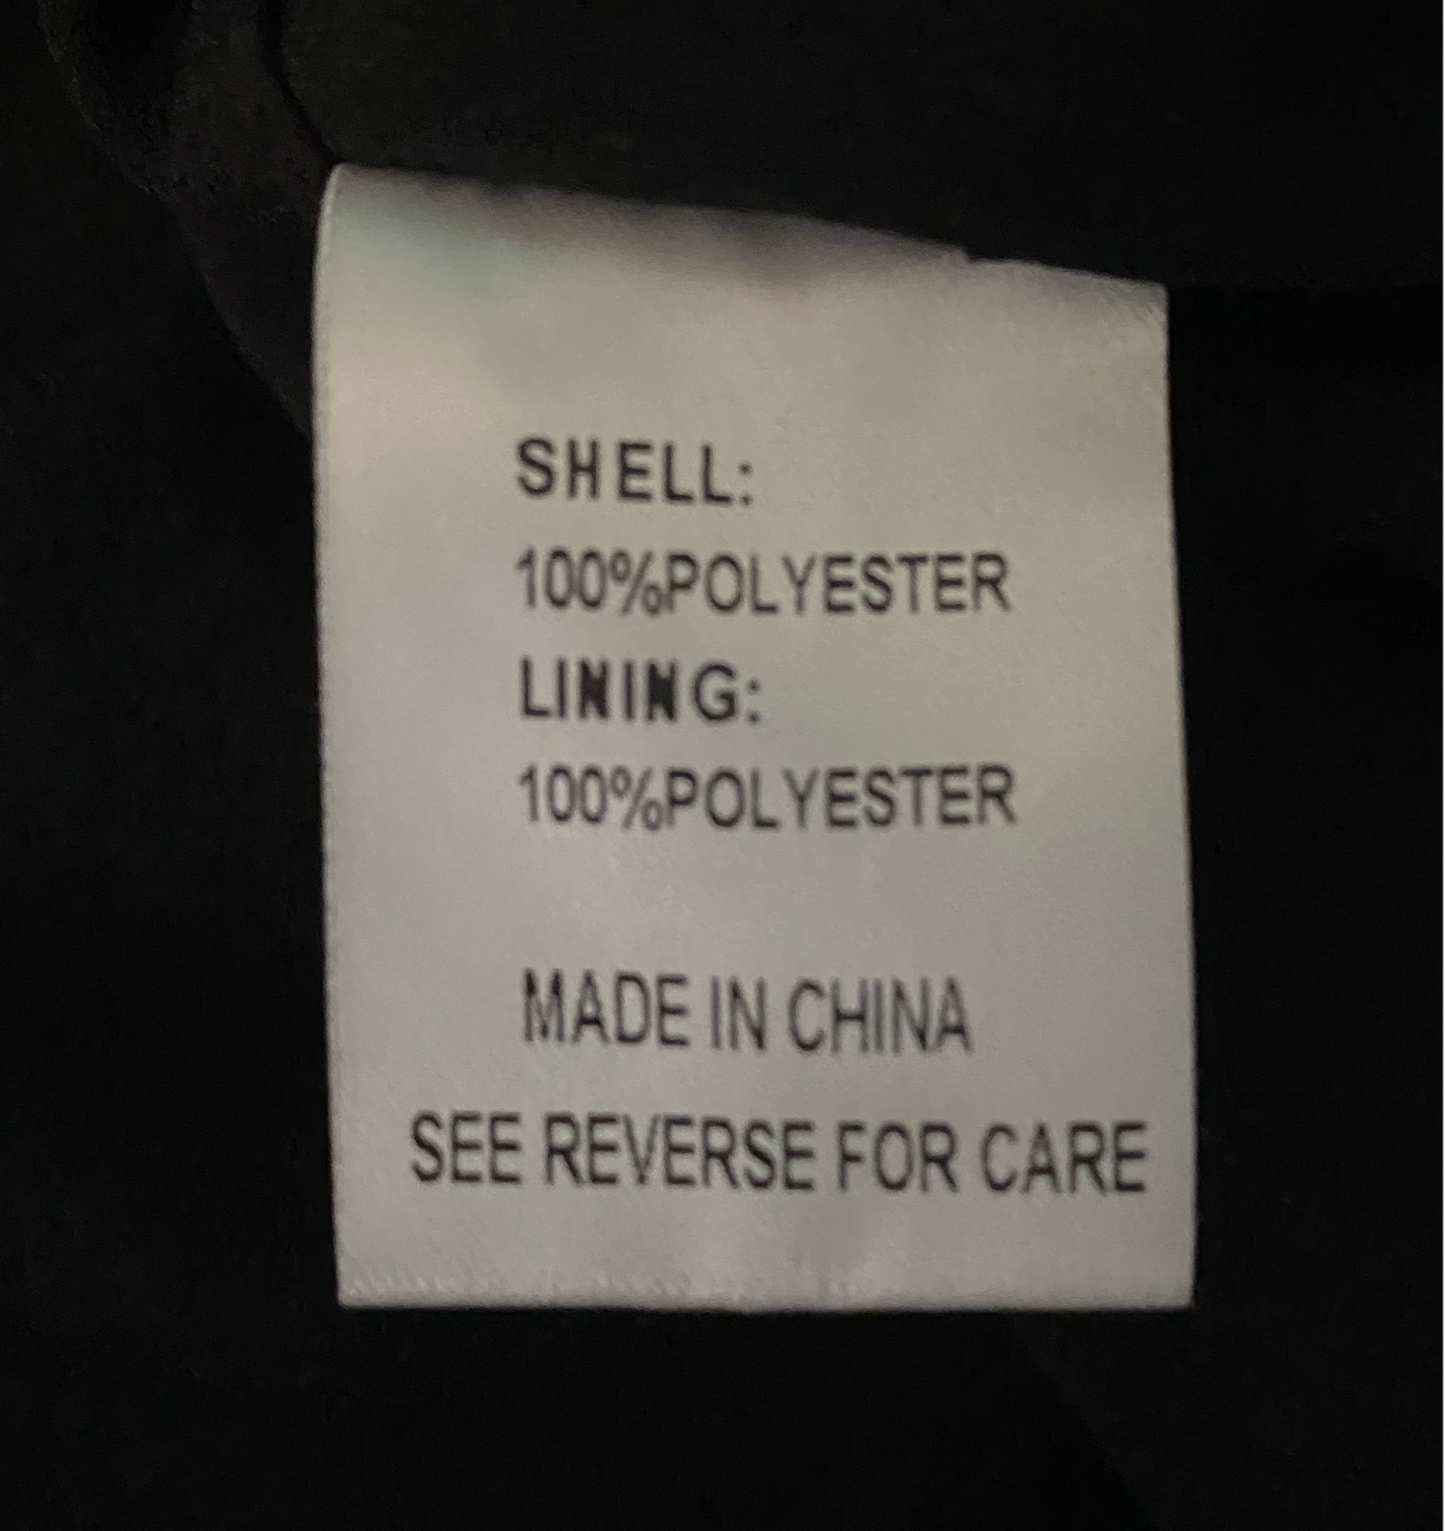 SHELL:
100%POLYESTER
LINING:
100%POLYESTER
MADE IN CHINA
SEE REVERSE FOR CARE